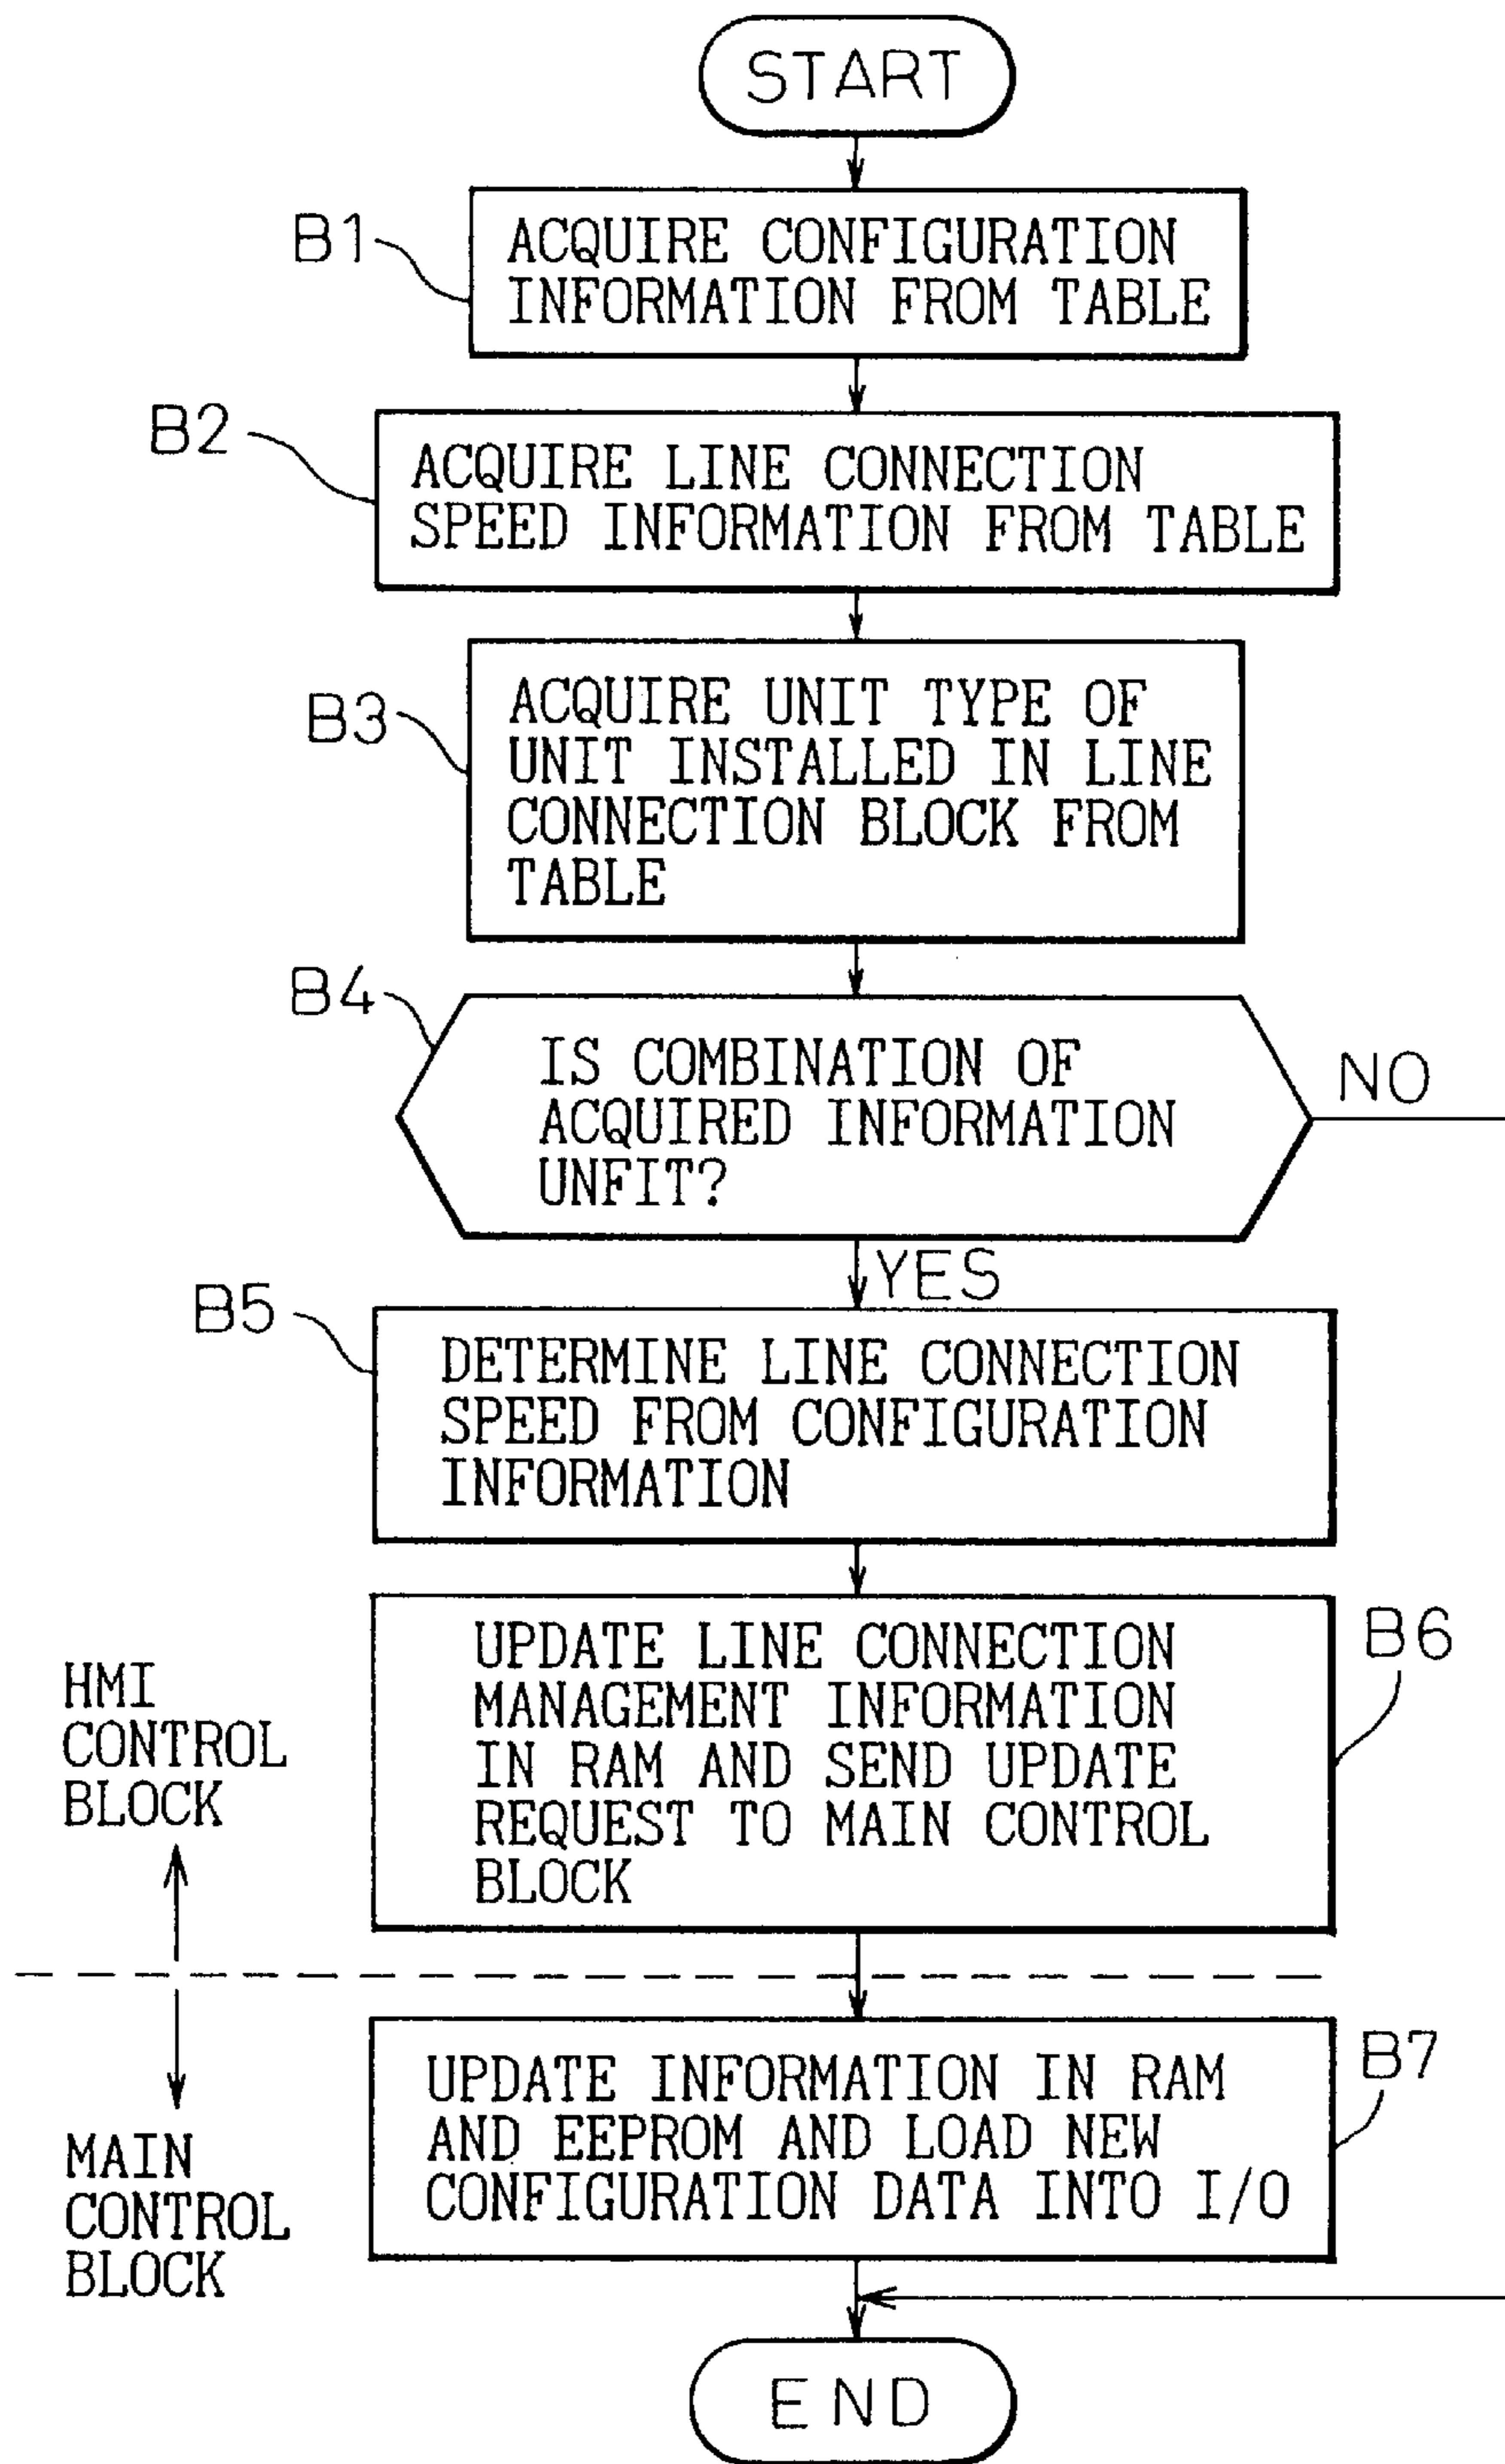 START
B1
ACQUIRE CONFIGURATION
INFORMATION FROM TABLE
B2
ACQUIRE LINE CONNECTION
SPEED INFORMATION FROM TABLE
B3
ACQUIRE UNIT TYPE OF
UNIT INSTALLED IN LINE
CONNECTION BLOCK FROM
TABLE
B4
IS COMBINATION OF
ACQUIRED INFORMATION
UNFIT?
NO
YES
B5
DETERMINE LINE CONNECTION
SPEED FROM CONFIGURATION
INFORMATION
B6
UPDATE LINE CONNECTION
MANAGEMENT INFORMATION
IN RAM AND SEND UPDATE
REQUEST TO MAIN CONTROL
BLOCK
HMI
CONTROL
BLOCK
B7
UPDATE INFORMATION IN RAM
AND EEPROM AND LOAD NEW
CONFIGURATION DATA INTO I/O
MAIN
CONTROL
BLOCK
END